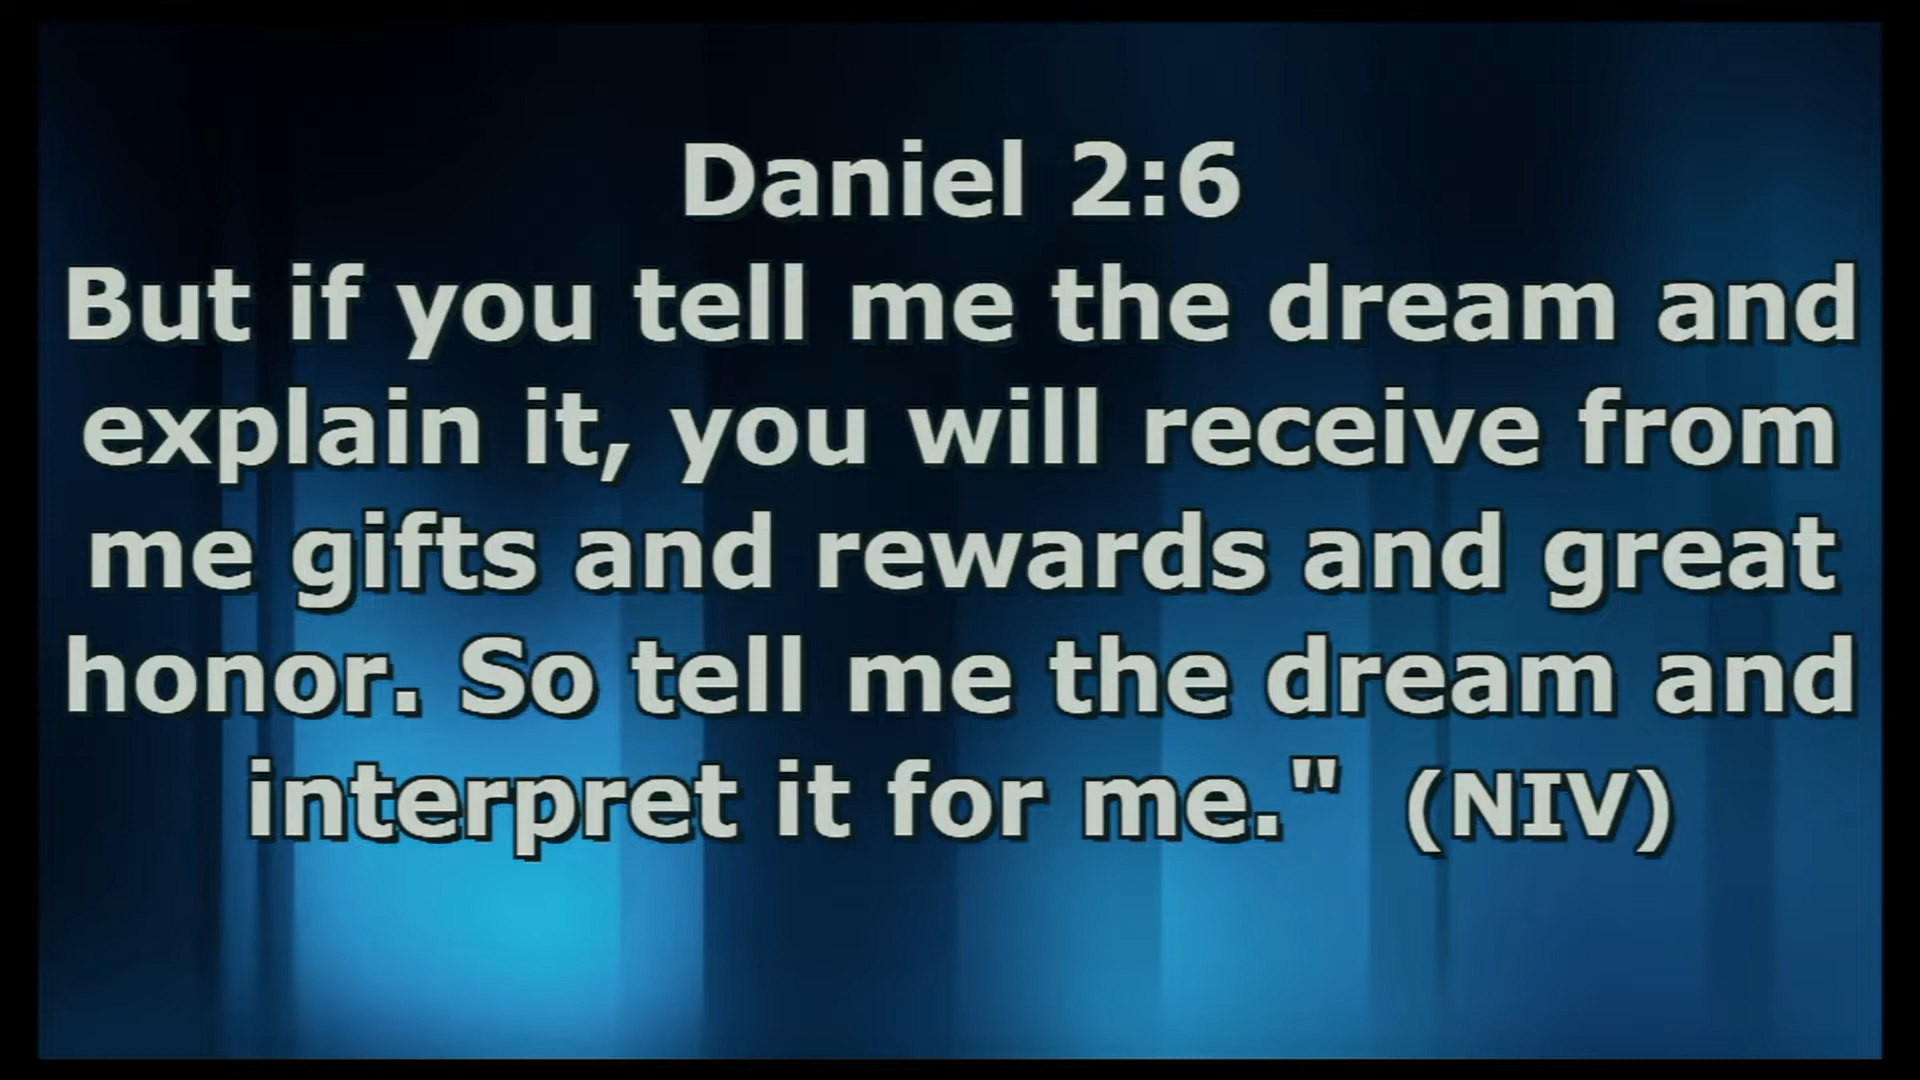 Daniel 2:6
But if you tell me the dream and
explain it, you will receive from
me gifts and rewards and great
honor. So tell me the dream and
interpret it for me." (NIV)